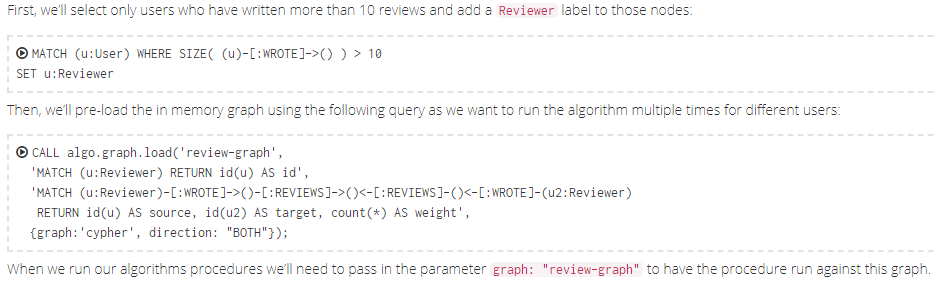 First, we'll select only users who have written more than 10 reviews and add a Reviewer label to those nodes:
MATCH (u:User) WHERE SIZE( (u)-[:WROTE]->() ) > 10
SET u:Reviewer
Then, we'll pre-load the in memory graph using the following query as we want to run the algorithm multiple times for different users:
CALL algo.graph.load('review-graph',
'MATCH (u:Reviewer) RETURN id(u) AS id',
'MATCH (u:Reviewer)-[:WROTE]->()-[:REVIEWS]->()<-[:REVIEWS]-()<-[:WROTE]-(u2:Reviewer)
RETURN id(u) AS source, id(u2) AS target, count(*) AS weight',
{graph:'cypher', direction: "BOTH"});
When we run our algorithms procedures we'll need to pass in the parameter graph: "review-graph" to have the procedure run against this graph.